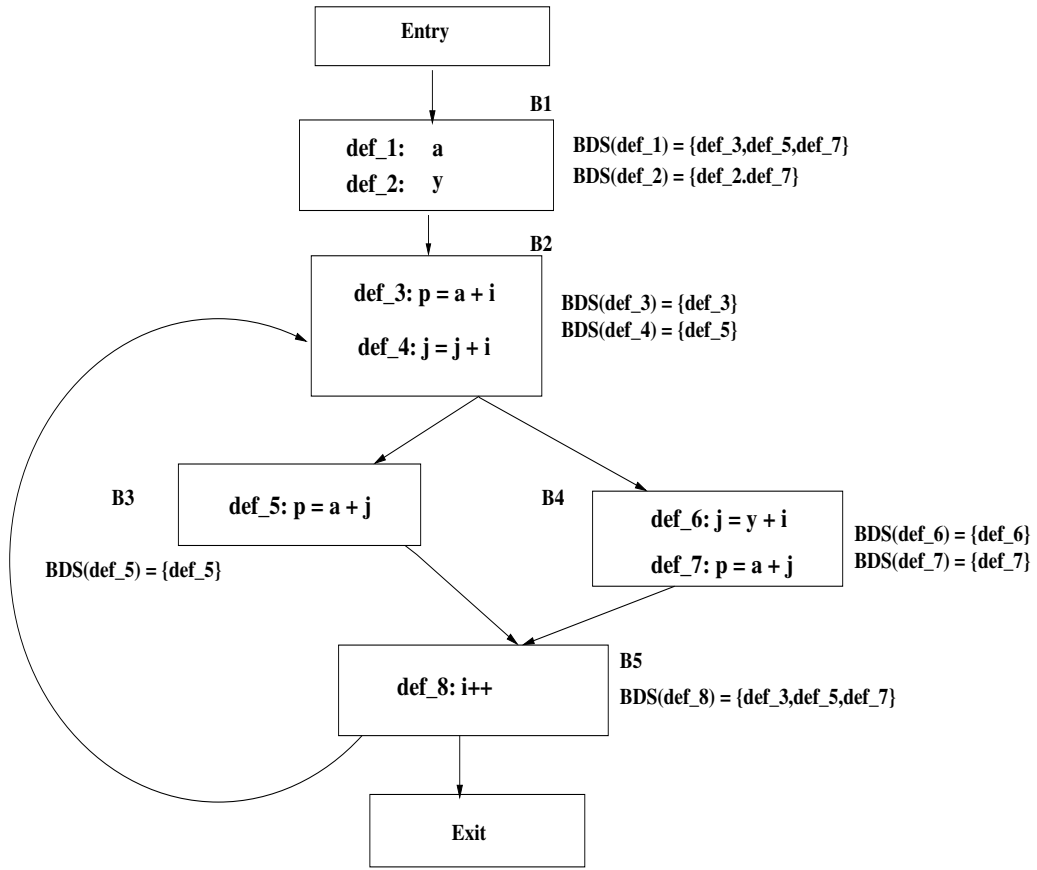 Entry
B1
def_1: a
def_2: y
BDS(def_1) = {def_3,def_5,def_7}
BDS(def_2) = {def_2.def_7}
B2
def_3: p = a + i
def_4: j = j + i
BDS(def_3) = {def_3}
BDS(def_4) = {def_5}
B3
def_5: p = a + j
BDS(def_5) = {def_5}
B4
def_6: j = y + i
def_7: p = a + j
BDS(def_6) = {def_6}
BDS(def_7) = {def_7}
B5
def_8: i++
BDS(def_8) = {def_3,def_5,def_7}
Exit